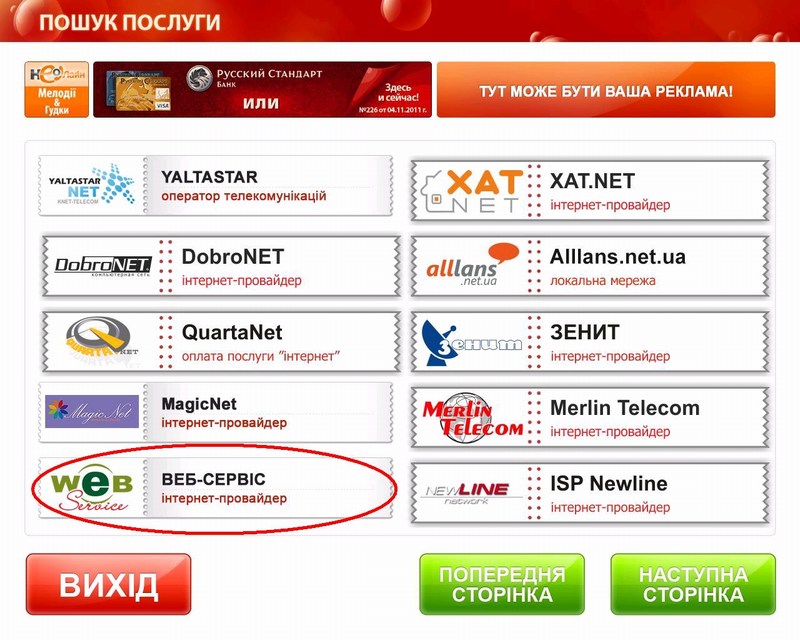 ПОШУК ПОСЛУГИ
НеОлайн
Мелодії
&
Гудки
Русский Стандарт
Банк
ИЛИ
VISA
Здесь
и сейчас!
№226 от 04.11.2011 г.
ТУТ МОЖЕ БУТИ ВАША РЕКЛАМА!
YALTASTAR
NET
KNET-TELECOM
YALTASTAR
оператор телекомунікацій
XAT
NET
XAT.NET
інтернет-провайдер
DobroNET.
компьютерная сеть
DobroNET
інтернет-провайдер
alllans
.net.ua
Alllans.net.ua
локальна мережа
QUARTA NET
QuartaNet
оплата послуги "інтернет"
Зенит
ЗЕНИТ
інтернет-провайдер
MagicNet
MagicNet
інтернет-провайдер
Merlin
Telecom
Merlin Telecom
інтернет-провайдер
WeB
Service
ВЕБ-СЕРВІС
інтернет-провайдер
NEWLINE
network
ISP Newline
інтернет-провайдер
ВИХІД
ПОПЕРЕДНЯ
СТОРІНКА
НАСТУПНА
СТОРІНКА